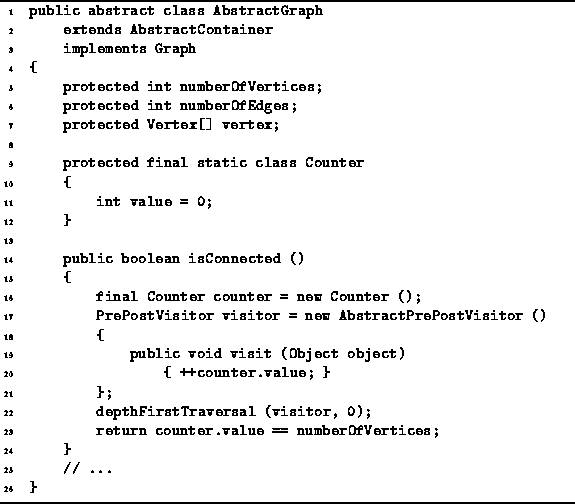 1 public abstract class AbstractGraph
2     extends AbstractContainer
3     implements Graph
4 {
5     protected int numberOfVertices;
6     protected int numberOfEdges;
7     protected Vertex[] vertex;
8
9     protected final static class Counter
10     {
11         int value = 0;
12     }
13
14     public boolean isConnected ()
15     {
16         final Counter counter = new Counter ();
17         PrePostVisitor visitor = new AbstractPrePostVisitor ()
18         {
19             public void visit (Object object)
20                 { ++counter.value; }
21         };
22         depthFirstTraversal (visitor, 0);
23         return counter.value == numberOfVertices;
24     }
25     // ...
26 }